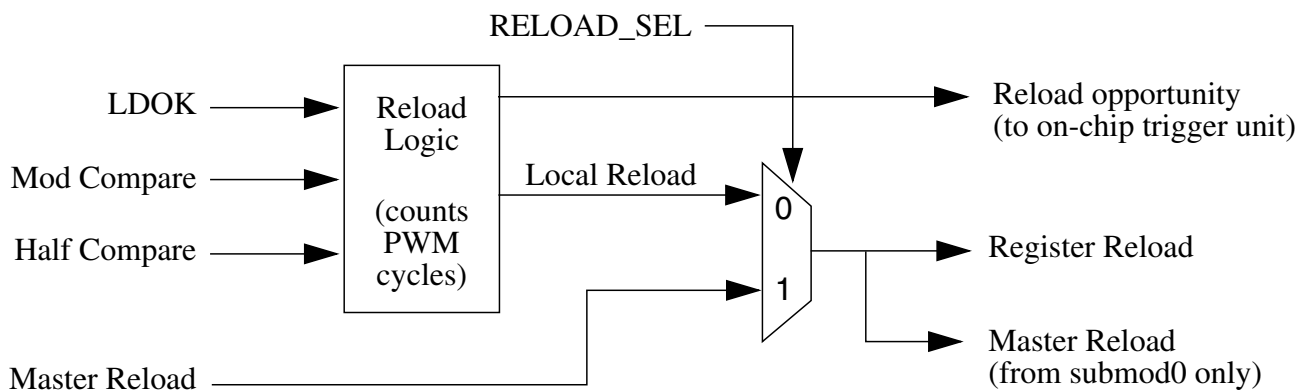 RELOAD_SEL
LDOK
Reload
Logic
Reload opportunity
(to on-chip trigger unit)
Mod Compare
Local Reload
(counts
PWM
cycles)
0
Half Compare
Register Reload
1
Master Reload
(from submod0 only)
Master Reload